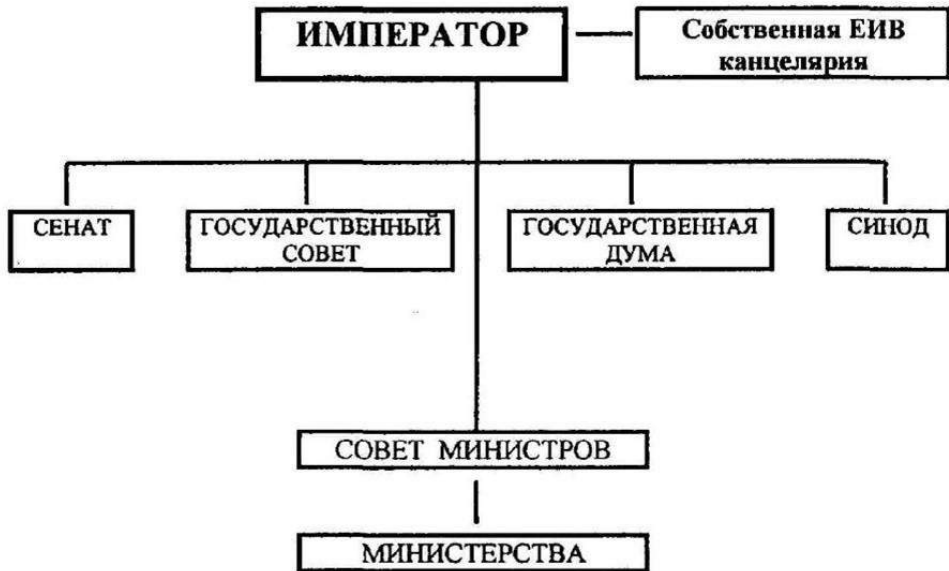 ИМПЕРАТОР
Собственная ЕИВ
канцелярия
СЕНАТ
ГОСУДАРСТВЕННЫЙ
СОВЕТ
ГОСУДАРСТВЕННАЯ
ДУМА
СИНОД
СОВЕТ МИНИСТРОВ
МИНИСТЕРСТВА